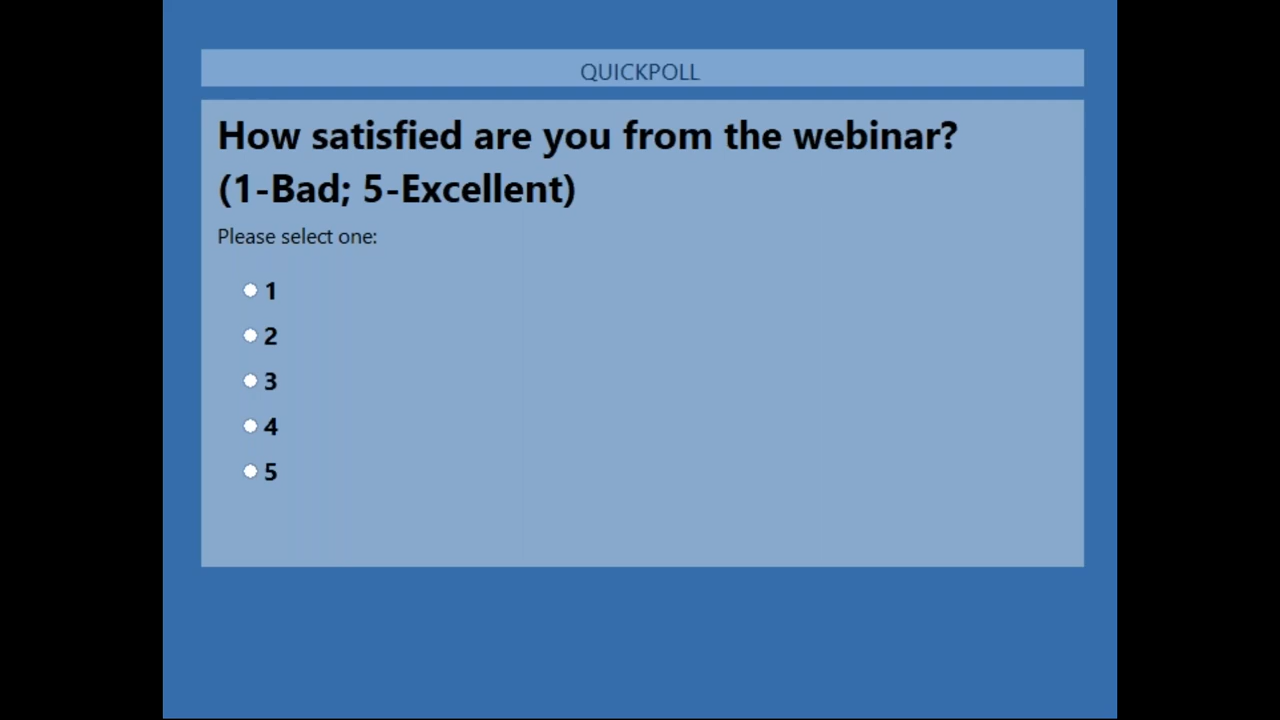 QUICKPOLL
How satisfied are you from the webinar?
(1-Bad; 5-Excellent)
Please select one:
1
2
3
4
5